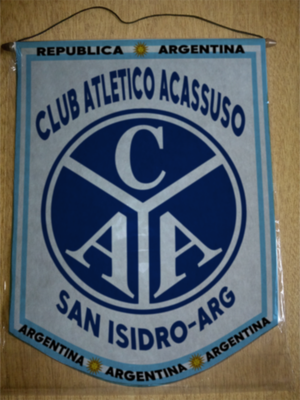 REPUBLICA ARGENTINA
CLUB ATLETICO ACASSUSO
C
A A
SAN ISIDRO-ARG
ARGENTINA ARGENTINA ARGENTINA